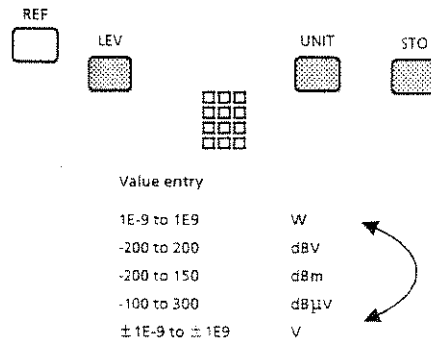 REF
LEV UNIT STO
Value entry
1E-9 to 1E9 W
-200 to 200 dBV
-200 to 150 dBm
-100 to 300 dBµV
± 1E-9 to ± 1E9 V